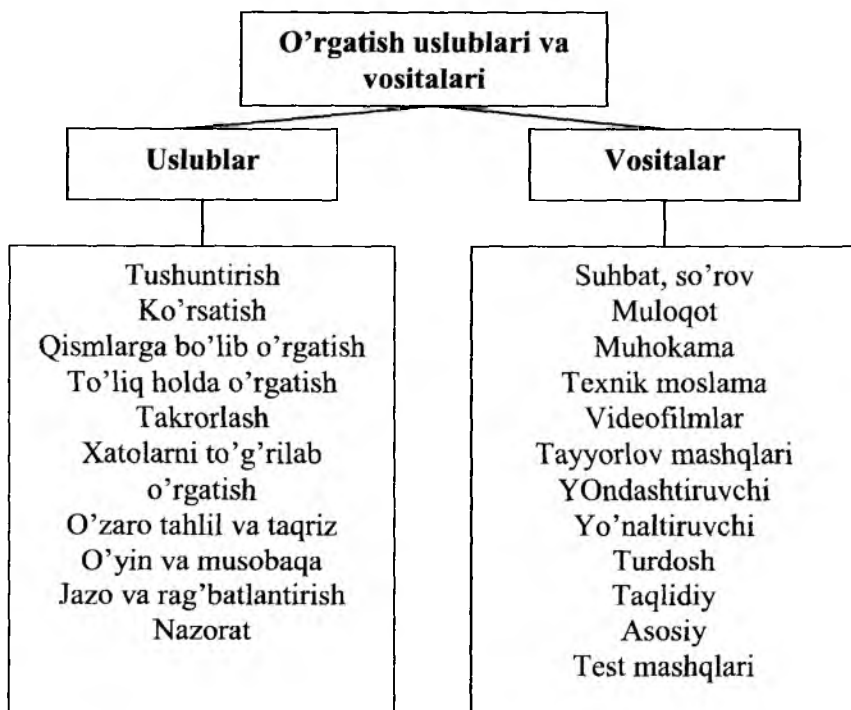 O’rgatish uslublari va
vositalari
Uslublar
Vositalar
Tushuntirish
Ko’rsatish
Qismlarga bo’lib o’rgatish
To’liq holda o’rgatish
Takrorlash
Xatolarni to’g’rilab
o’rgatish
O’zaro tahlil va taqriz
O’yin va musobaqa
Jazo va rag’batlantirish
Nazorat
Suhbat, so’rov
Muloqot
Muhokama
Texnik moslama
Videofilmlar
Tayyorlov mashqlari
YOndashtiruvchi
Yo’naltiruvchi
Turdosh
Taqlidiy
Asosiy
Test mashqlari